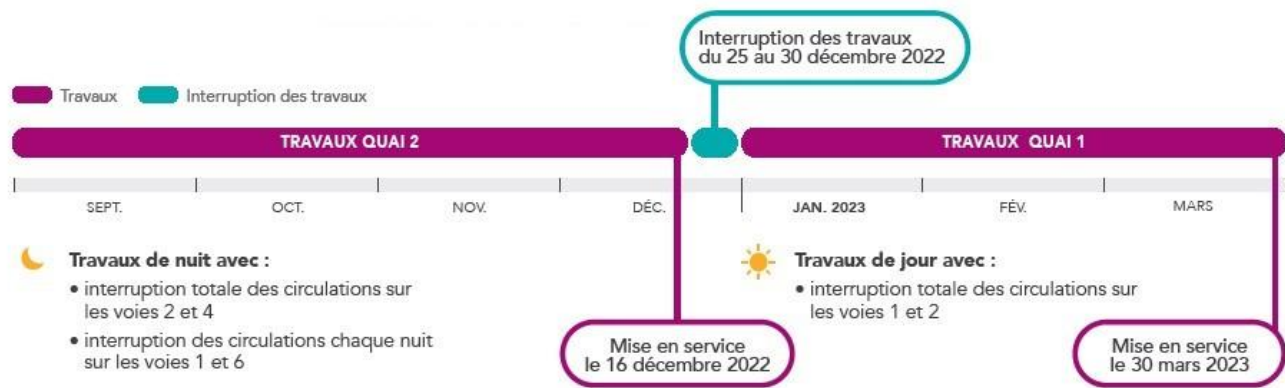 Interruption des travaux
du 25 au 30 décembre 2022
Travaux
Interruption des travaux
TRAVAUX QUAI 2
TRAVAUX QUAI 1
SEPT.
OCT.
NOV.
DÉC.
JAN. 2023
FÉV.
MARS
Travaux de nuit avec :
• interruption totale des circulations sur
les voies 2 et 4
• interruption des circulations chaque nuit
sur les voies 1 et 6
Mise en service
le 16 décembre 2022
Travaux de jour avec :
• interruption totale des circulations sur
les voies 1 et 2
Mise en service
le 30 mars 2023